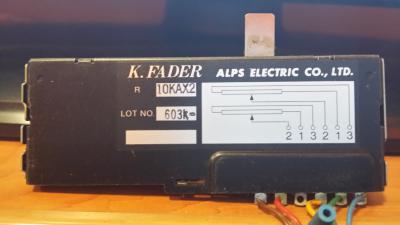 K.FADER ALPS ELECTRIC CO., LTD.
R 10KAX2
LOT NO. 603k-
2 1 3 2 1 3